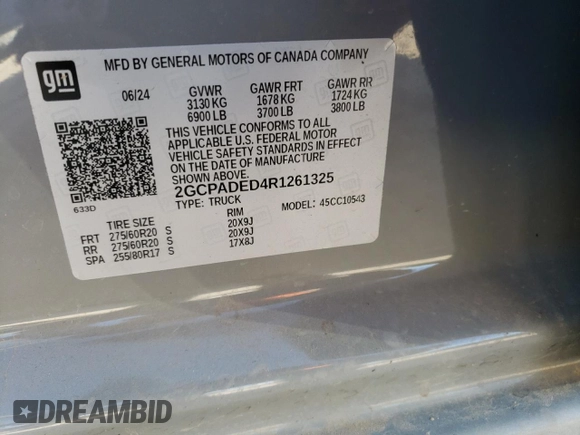 gm
MFD BY GENERAL MOTORS OF CANADA COMPANY
06/24 GVWR GAWR FRT GAWR RR
3130 KG 1678 KG 1724 KG
6900 LB 3700 LB 3800 LB
THIS VEHICLE CONFORMS TO ALL
APPLICABLE U.S. FEDERAL MOTOR
VEHICLE SAFETY STANDARDS IN EFFECT
ON THE DATE OF MANUFACTURE
SHOWN ABOVE.
2GCPADED4R1261325
TYPE: TRUCK MODEL: 45CC10543
633D
TIRE SIZE RIM
FRT 275/60R20 S 20X9J
RR 275/60R20 S 20X9J
SPA 255/80R17 S 17X8J
DREAMBID